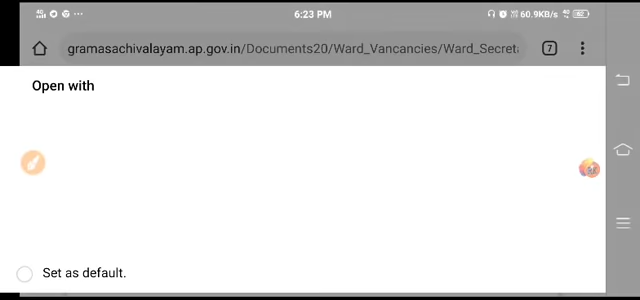 6:23 PM
60.9KB/s
gramasachivalayam.ap.gov.in/Documents20/Ward_Vancancies/Ward_Secret
7
Open with
Set as default.